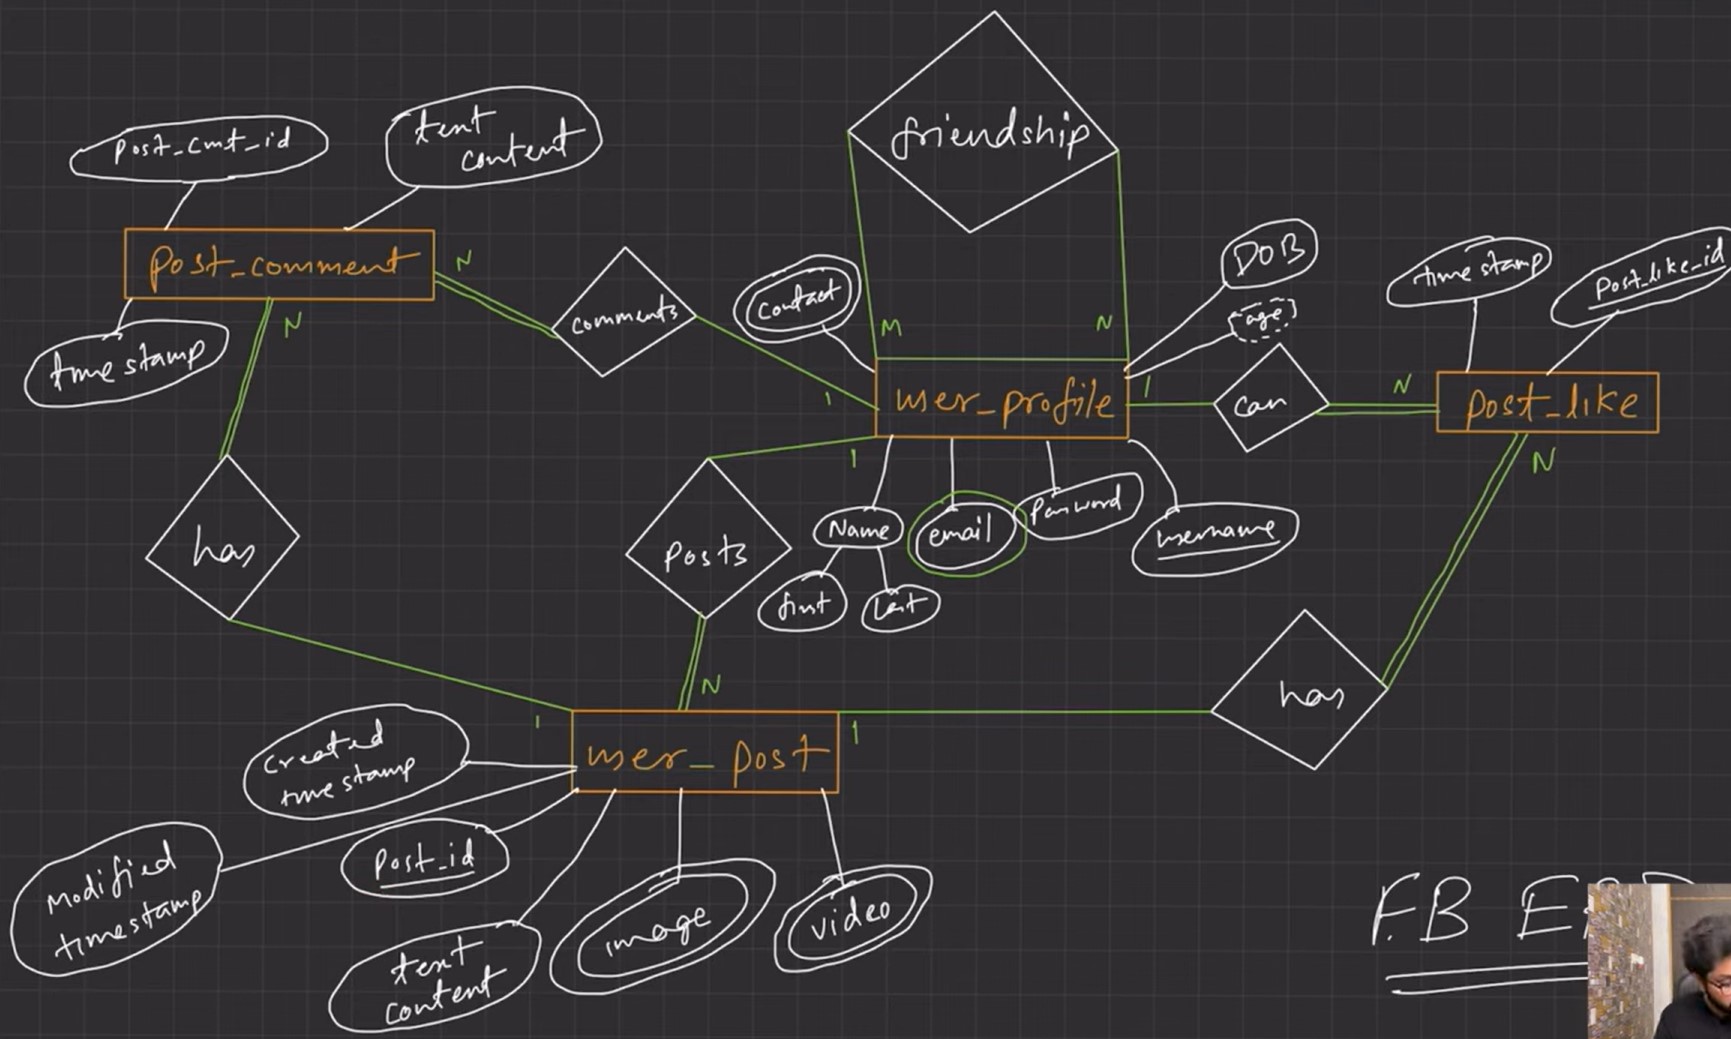 friendship
post_cmt_id
text
content
post_comment
N
N
time stamp
comments
contact
M
N
DOB
age
time stamp
Post_like_id
1
user_profile
1
can
N
post_like
N
1
has
Posts
Name
email
Password
username
first
Last
N
has
1
user_post
1
Created
time stamp
Modified
timestamp
Post_id
text
content
image
video
F.B